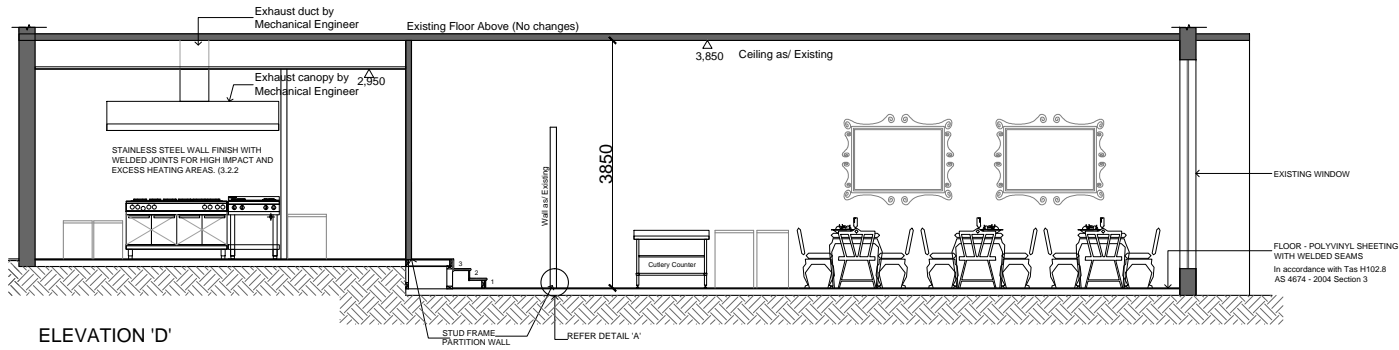 Exhaust duct by
Mechanical Engineer
Existing Floor Above (No changes)
3,850
Ceiling as/ Existing
Exhaust canopy by
Mechanical Engineer
2,950
STAINLESS STEEL WALL FINISH WITH
WELDED JOINTS FOR HIGH IMPACT AND
EXCESS HEATING AREAS. (3.2.2
3850
Wall as/ Existing
EXISTING WINDOW
Cutlery Counter
FLOOR - POLYVINYL SHEETING
WITH WELDED SEAMS
In accordance with Tas H102.8
AS 4674 - 2004 Section 3
3
2
1
STUD FRAME
PARTITION WALL
REFER DETAIL 'A'
ELEVATION 'D'